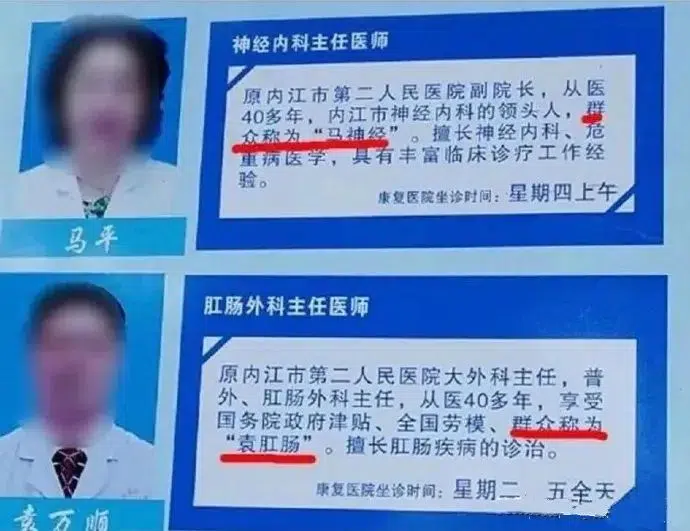 神经内科主任医师
原内江市第二人民医院副院长，从医
40多年，内江市神经内科的领头人，群
众称为“马神经”。擅长神经内科、危
重病医学，具有丰富临床诊疗工作经
验。
康复医院坐诊时间：星期四上午
马平
肛肠外科主任医师
原内江市第二人民医院大外科主任，普
外、肛肠外科主任，从医40多年，享受
国务院政府津贴、全国劳模、群众称为
“袁肛肠”。擅长肛肠疾病的诊治。
康复医院坐诊时间：星期二 五全天
袁万顺